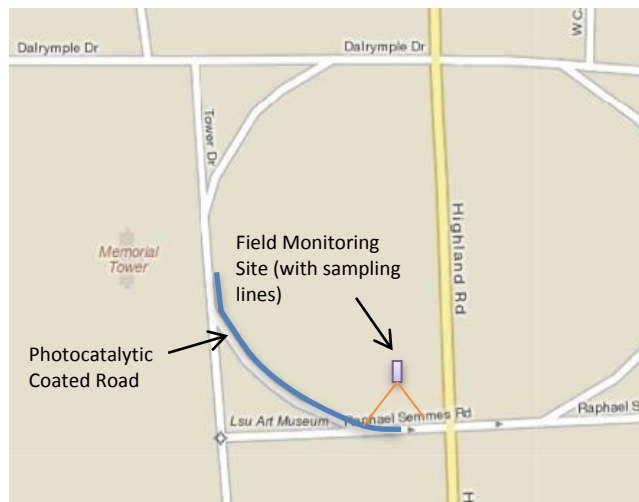 Dalrymple Dr
Dalrymple Dr
W C
Tower Dr
Memorial
Tower
Field Monitoring
Site (with sampling
lines)
Highland Rd
Photocatalytic
Coated Road
Lsu Art Museum
Raphael Semmes Rd
Raphael S
H